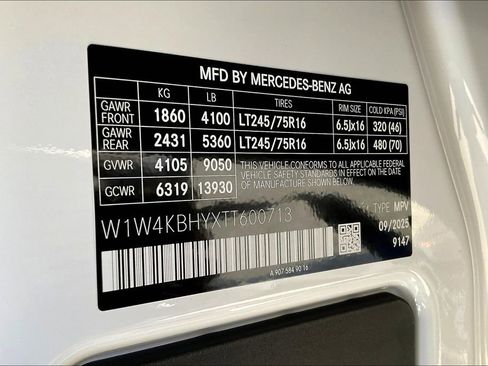 MFD BY MERCEDES-BENZ AG
KG LB TIRES RIM SIZE COLD KPA (PSI)
GAWR FRONT 1860 4100 LT245/75R16 6.5Jx16 320 (46)
GAWR REAR 2431 5360 LT245/75R16 6.5Jx16 480 (70)
GVWR 4105 9050
GCWR 6319 13930
THIS VEHICLE CONFORMS TO ALL APPLICABLE FEDERAL
MOTOR VEHICLE SAFETY STANDARDS IN EFFECT ON THE
DATE OF MANUFACTURE SHOWN ABOVE.
W1W4KBHYXTT600713
TYPE MPV
09/2025
9147
A 907 584 90 16